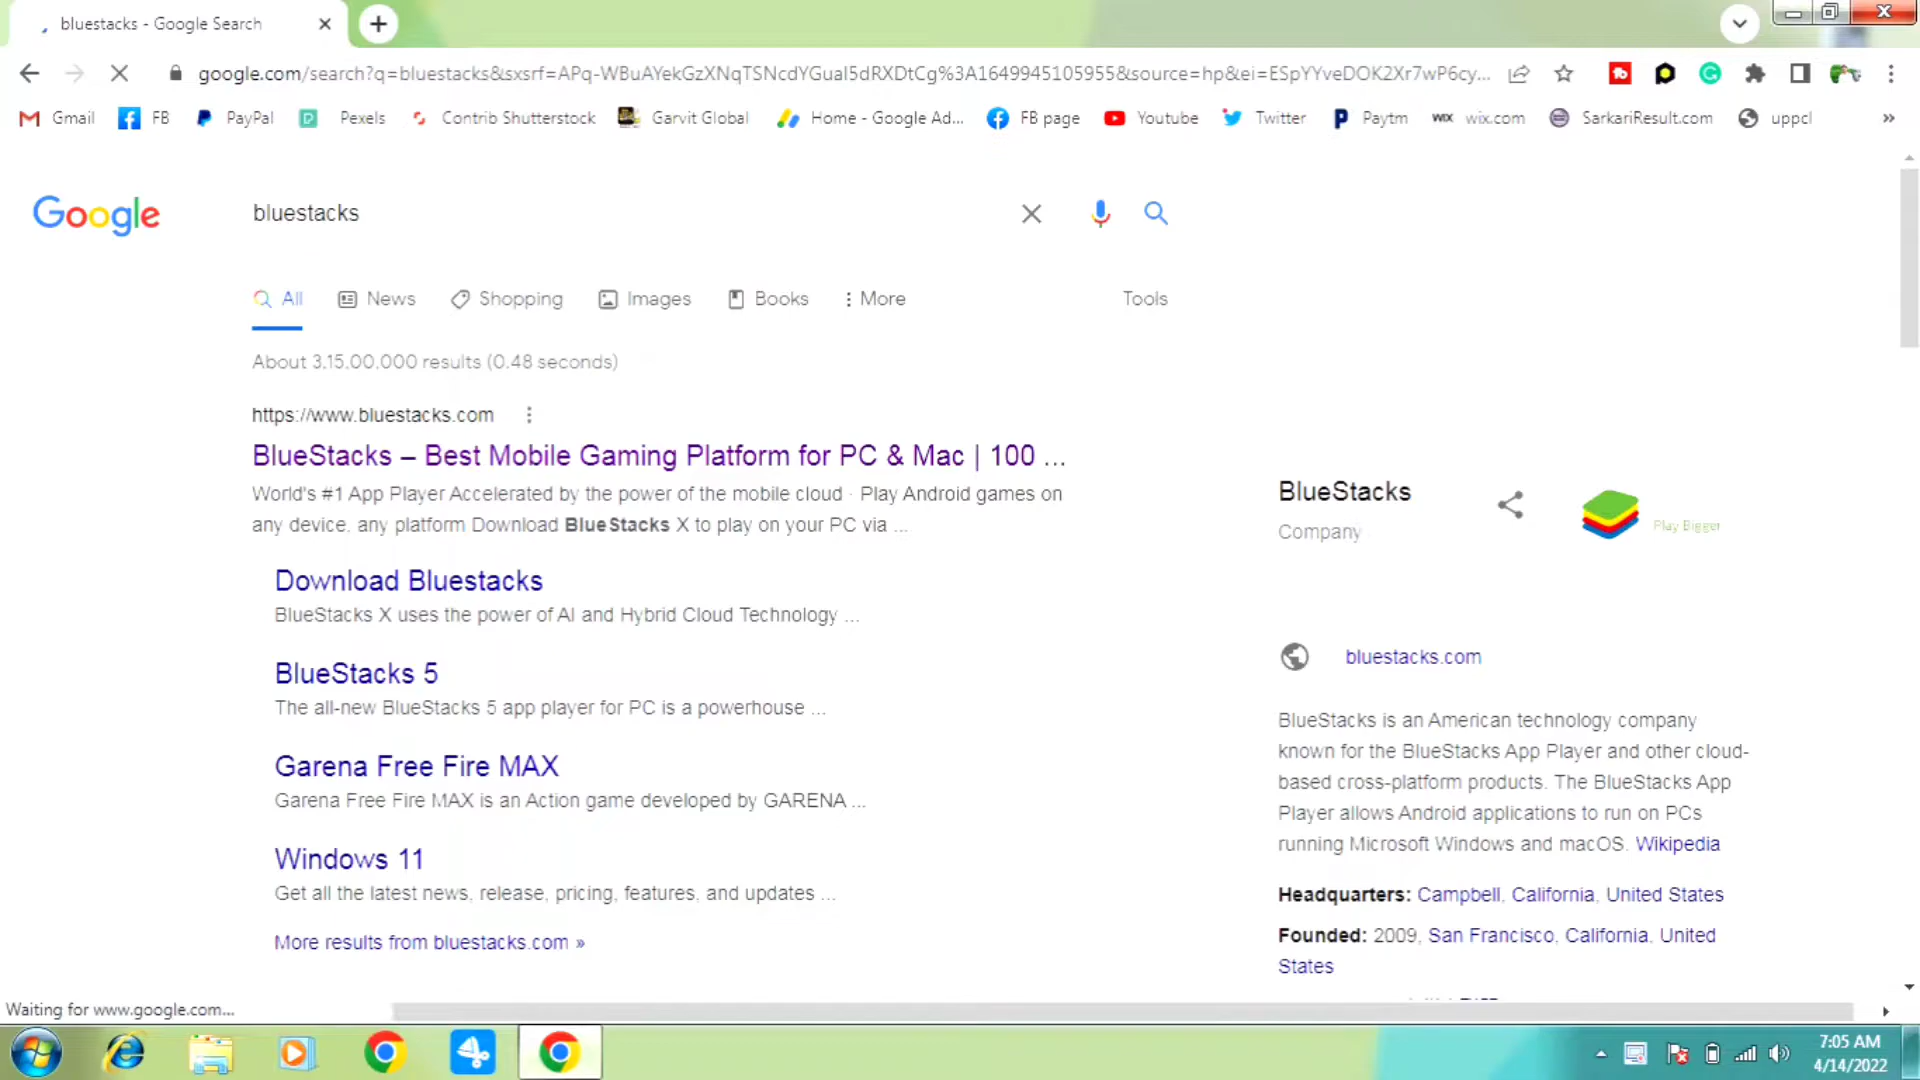 bluestacks - Google Search
google.com/search?q=bluestacks&sxsrf=APq-WBuAYekGzXNqTSNcdYGuaI5dRXDtCg%3A1649945105955&source=hp&ei=ESpYYveDOK2Xr7wP6cy...
Gmail FB PayPal Pexels Contrib Shutterstock Garvit Global Home - Google Ad... FB page Youtube Twitter Paytm WIX wix.com SarkariResult.com uppcl »
Google
bluestacks
All News Shopping Images Books More Tools
About 3,15,00,000 results (0.48 seconds)
https://www.bluestacks.com
BlueStacks – Best Mobile Gaming Platform for PC & Mac | 100 ...
World's #1 App Player Accelerated by the power of the mobile cloud · Play Android games on
any device, any platform Download BlueStacks X to play on your PC via ...
Download Bluestacks
BlueStacks X uses the power of AI and Hybrid Cloud Technology ...
BlueStacks 5
The all-new BlueStacks 5 app player for PC is a powerhouse ...
Garena Free Fire MAX
Garena Free Fire MAX is an Action game developed by GARENA ...
Windows 11
Get all the latest news, release, pricing, features, and updates ...
More results from bluestacks.com »
BlueStacks
Company
Play Bigger
bluestacks.com
BlueStacks is an American technology company
known for the BlueStacks App Player and other cloud-
based cross-platform products. The BlueStacks App
Player allows Android applications to run on PCs
running Microsoft Windows and macOS. Wikipedia
Headquarters: Campbell, California, United States
Founded: 2009, San Francisco, California, United
States
Waiting for www.google.com...
7:05 AM
4/14/2022